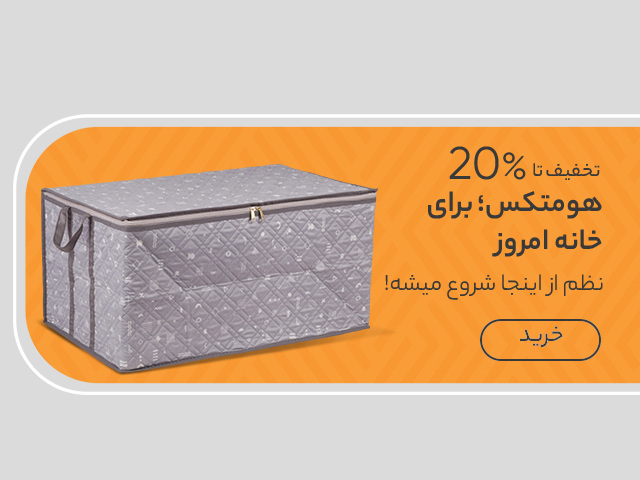 تخفیف تا 20%
هومتکس؛ برای
خانه امروز
نظم از اینجا شروع میشه!
خرید